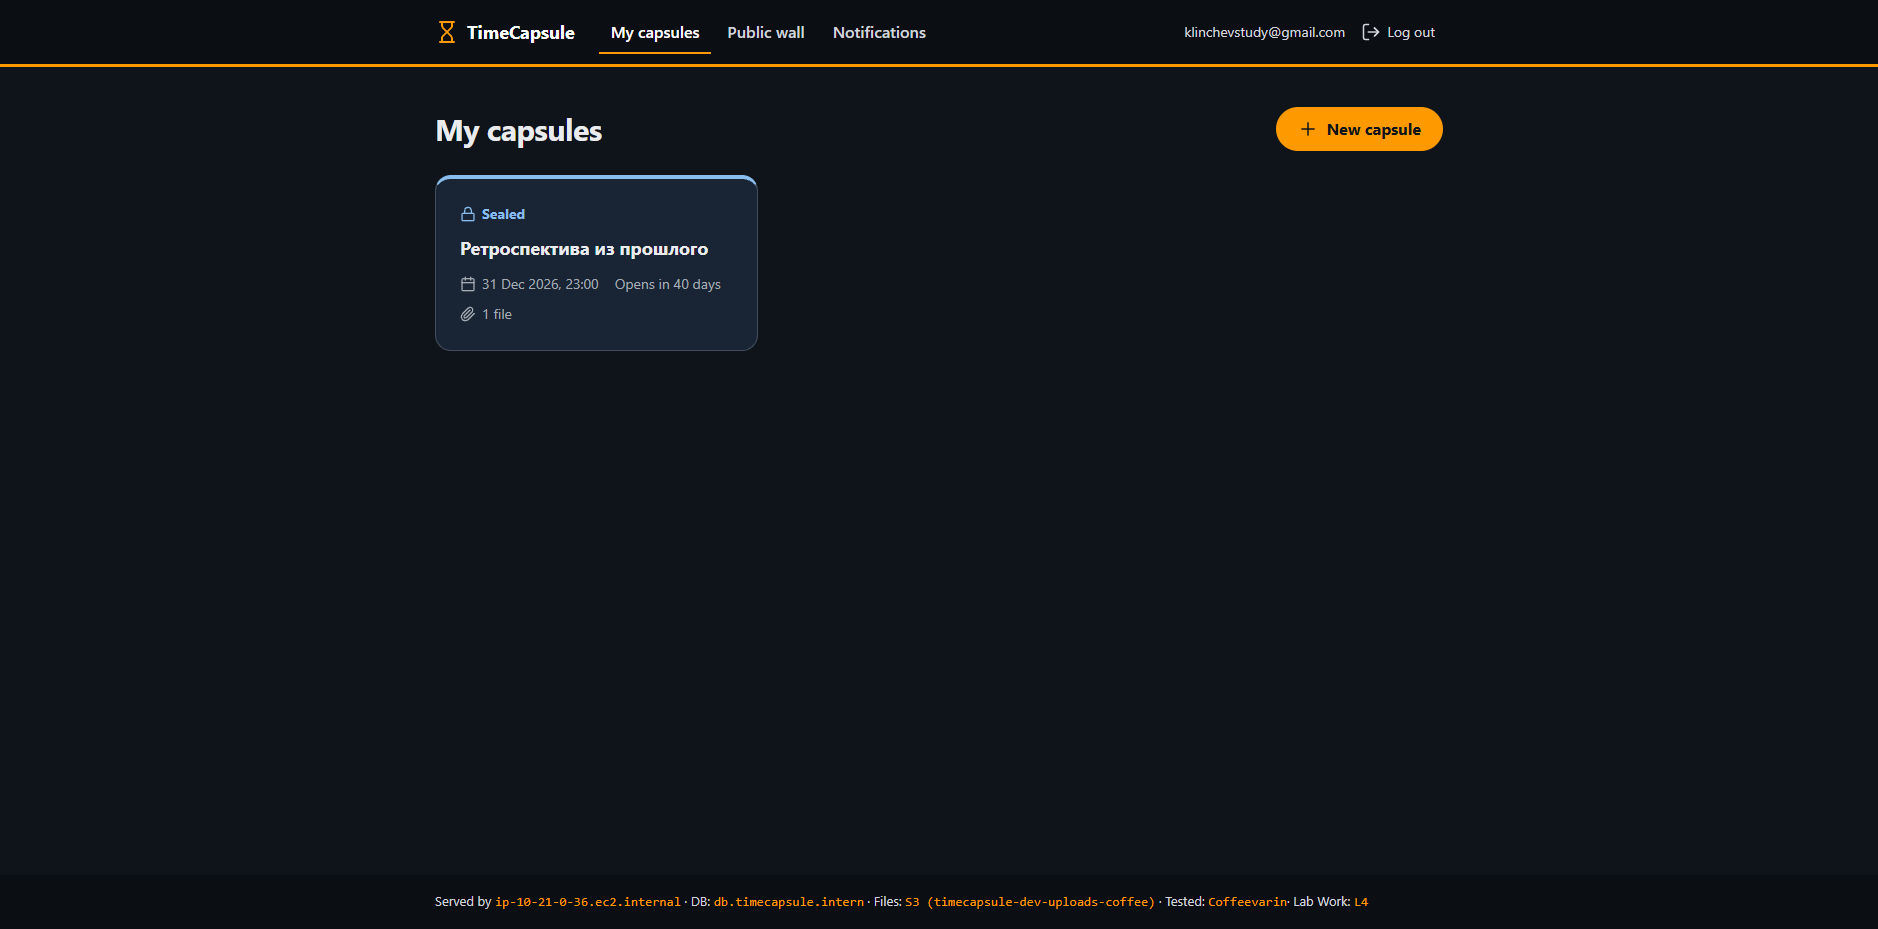 TimeCapsule My capsules Public wall Notifications klinchevstudy@gmail.com Log out
My capsules New capsule
Sealed
Ретроспектива из прошлого
31 Dec 2026, 23:00 Opens in 40 days
1 file
Served by ip-10-21-0-36.ec2.internal · DB: db.timecapsule.intern · Files: S3 (timecapsule-dev-uploads-coffee) · Tested: Coffeevarin· Lab Work: L4